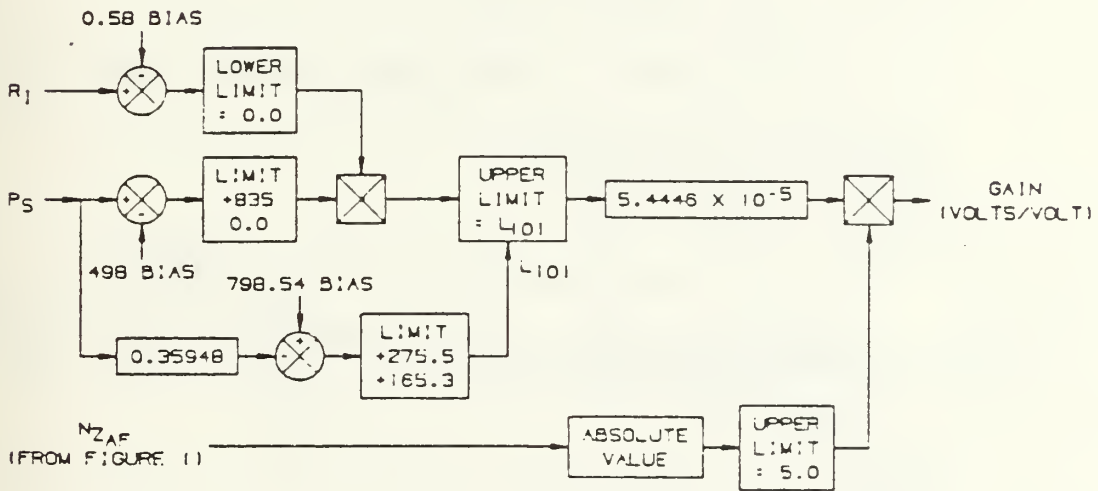 0.58 BIAS
-
RI
+
LOWER
LIMIT
= 0.0
PS
+
-
LIMIT
+835
0.0
UPPER
LIMIT
= L101
5.4446 X 10-5
GAIN
(VOLTS/VOLT)
498 BIAS
798.54 BIAS
L101
0.35948
+
-
LIMIT
+275.5
+165.3
NZAF
(FROM FIGURE 1)
ABSOLUTE
VALUE
UPPER
LIMIT
= 5.0